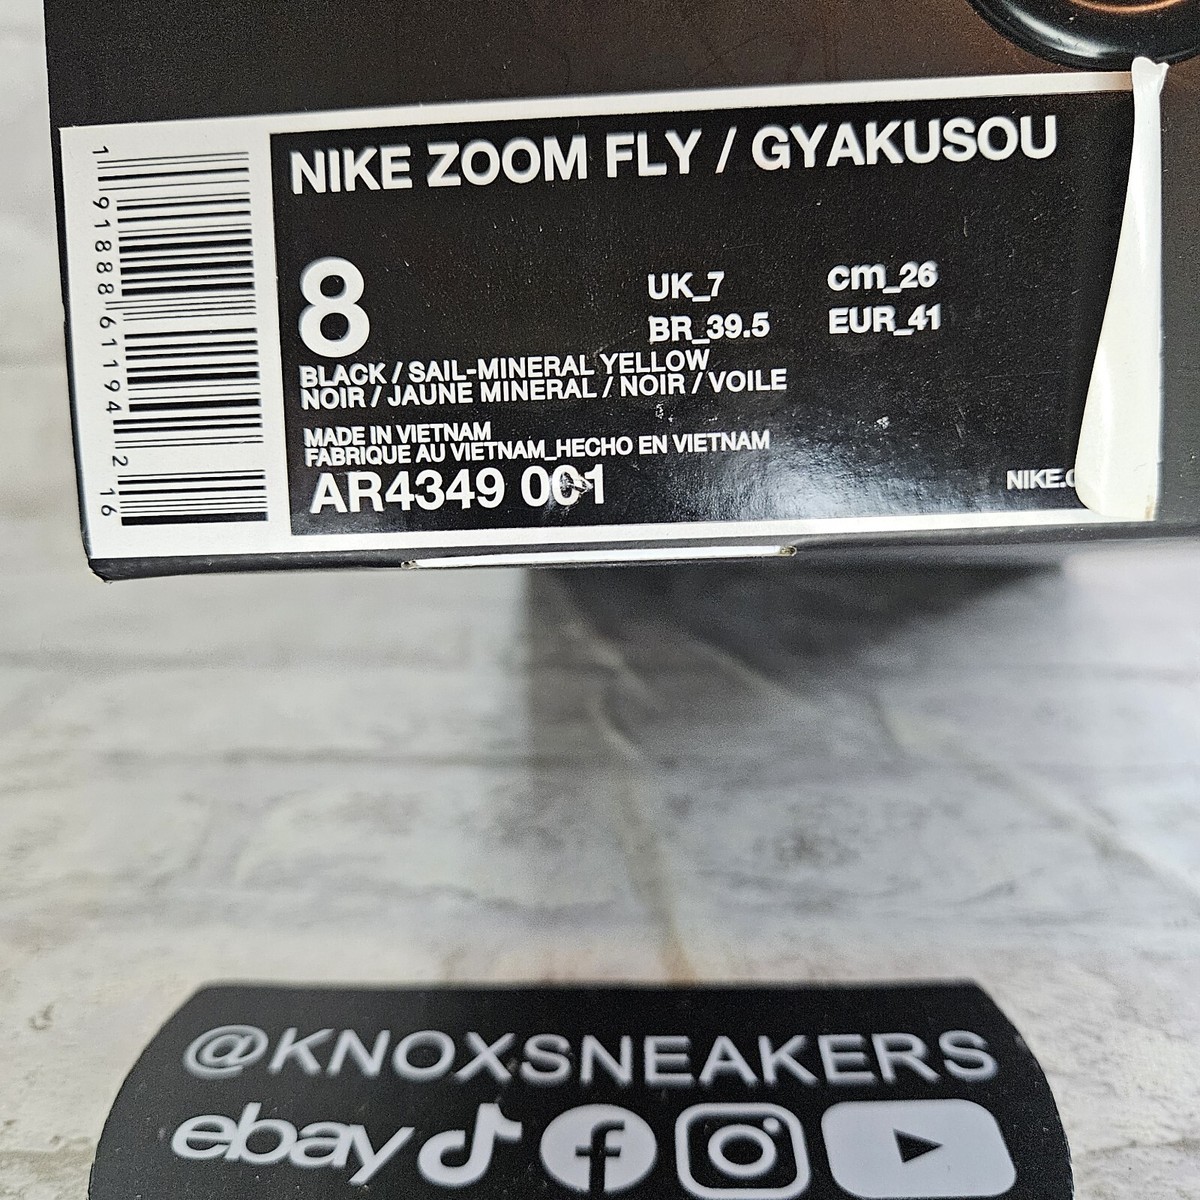 NIKE ZOOM FLY / GYAKUSOU
8
UK_7
cm_26
BR_39.5
EUR_41
BLACK / SAIL-MINERAL YELLOW
NOIR / JAUNE MINERAL / NOIR / VOILE
MADE IN VIETNAM
FABRIQUE AU VIETNAM_HECHO EN VIETNAM
AR4349 001
NIKE.C
1 91888 61194 2 16
@KNOXSNEAKERS
ebay